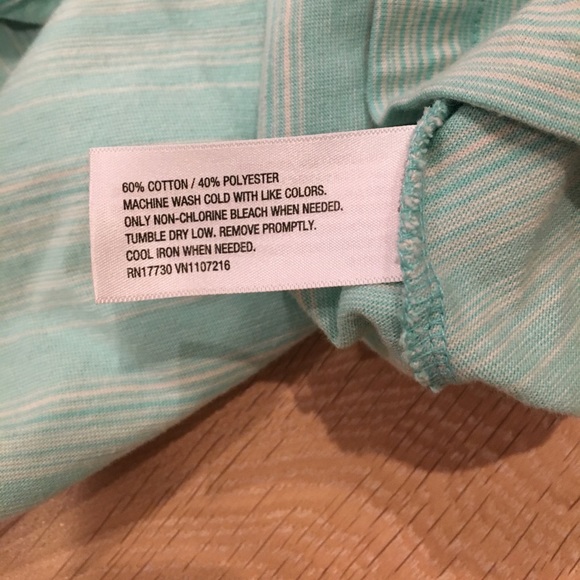 60% COTTON / 40% POLYESTER
MACHINE WASH COLD WITH LIKE COLORS.
ONLY NON-CHLORINE BLEACH WHEN NEEDED.
TUMBLE DRY LOW. REMOVE PROMPTLY.
COOL IRON WHEN NEEDED.
RN17730 VN1107216